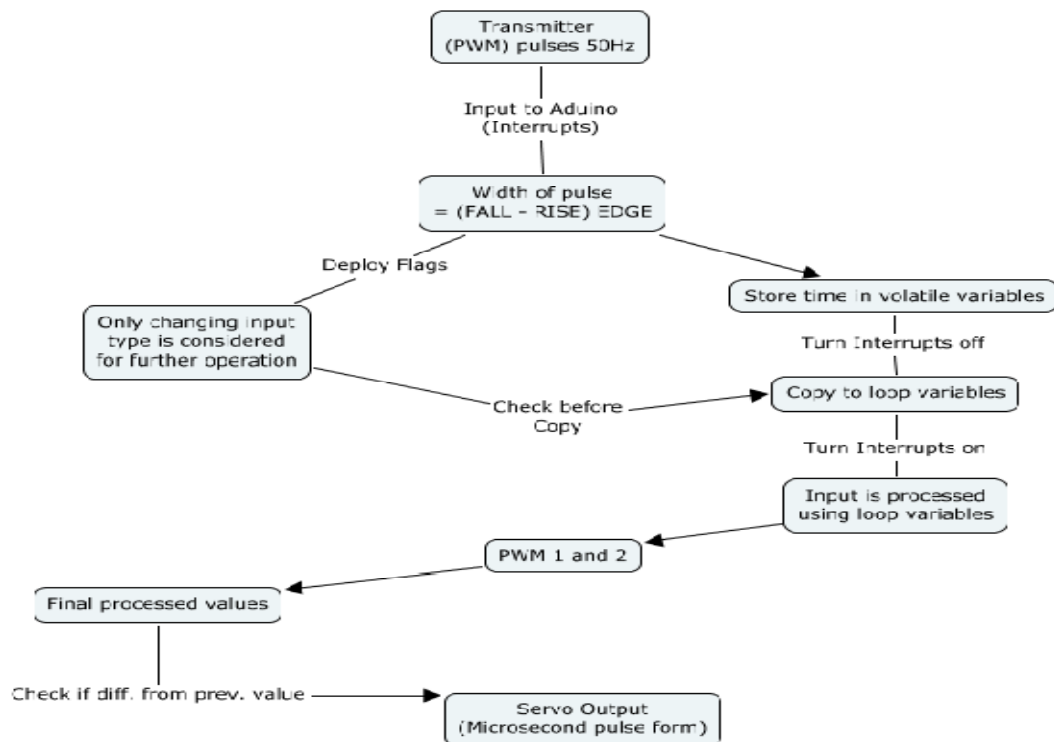 Transmitter
(PWM) pulses 50Hz
Input to Aduino
(Interrupts)
Width of pulse
= (FALL - RISE) EDGE
Deploy Flags
Store time in volatile variables
Only changing input
type is considered
for further operation
Turn Interrupts off
Check before
Copy
Copy to loop variables
Turn Interrupts on
Input is processed
using loop variables
PWM 1 and 2
Final processed values
Check if diff. from prev. value
Servo Output
(Microsecond pulse form)